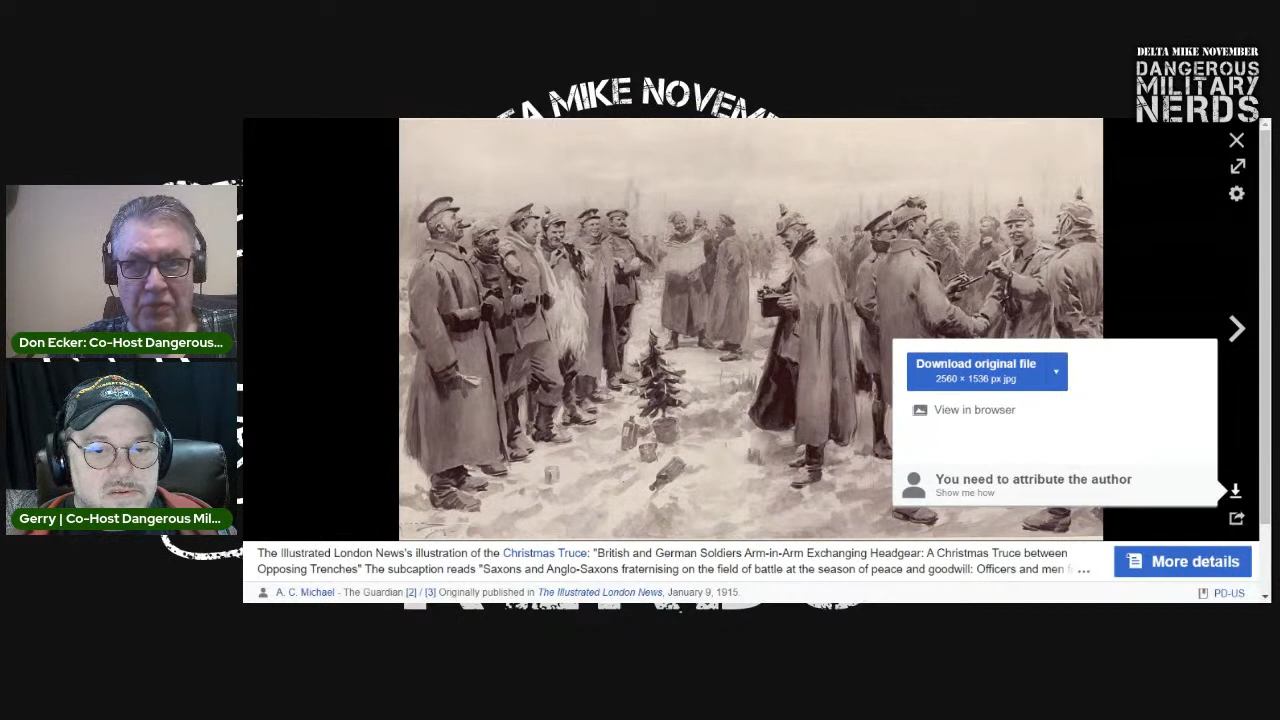 DELTA MIKE NOVEMBER
DANGEROUS
MILITARY
NERDS
TA MIKE NOVEM
Don Ecker: Co-Host Dangerous...
Gerry | Co-Host Dangerous Mil...
Download original file
2560 × 1536 px jpg
View in browser
You need to attribute the author
Show me how
The Illustrated London News's illustration of the Christmas Truce: "British and German Soldiers Arm-in-Arm Exchanging Headgear: A Christmas Truce between
Opposing Trenches" The subcaption reads "Saxons and Anglo-Saxons fraternising on the field of battle at the season of peace and goodwill: Officers and men ...
More details
A. C. Michael - The Guardian [2] / [3] Originally published in The Illustrated London News, January 9, 1915.
PD-US